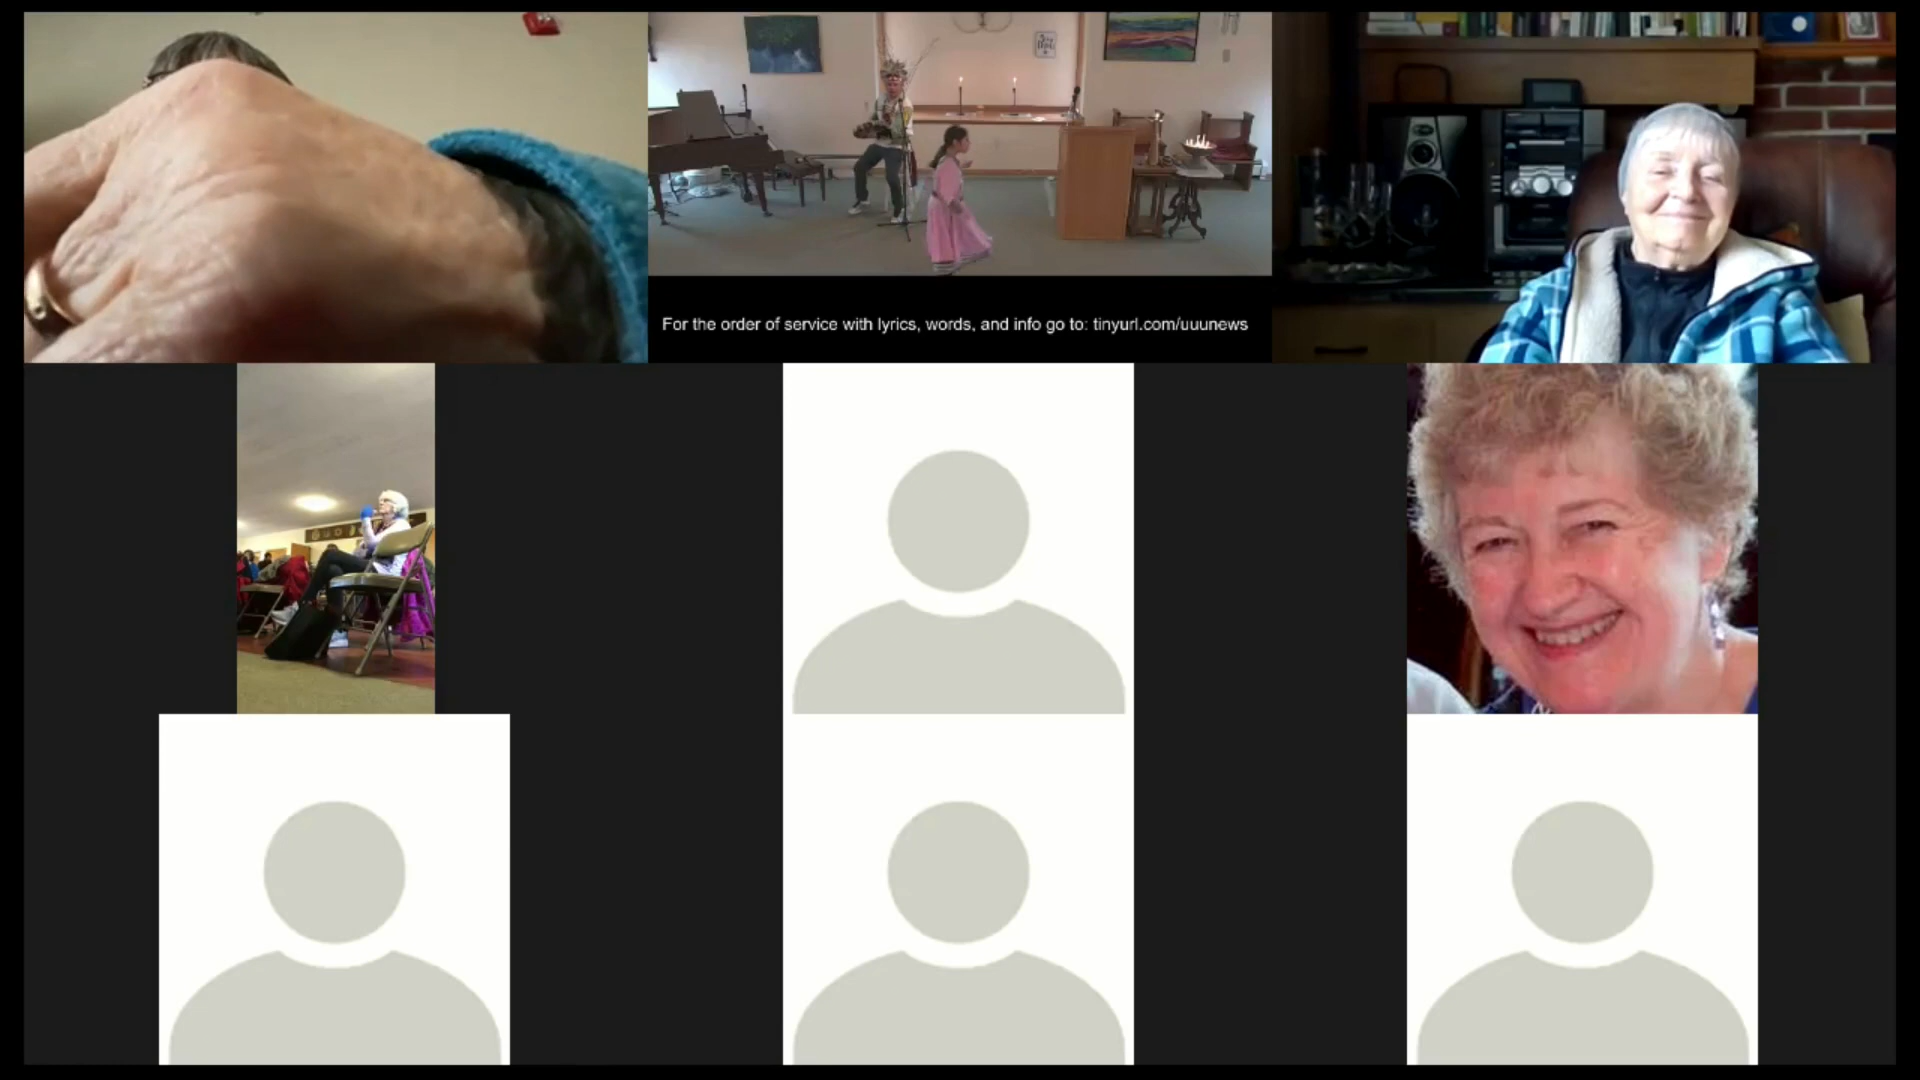 For the order of service with lyrics, words, and info go to: tinyurl.com/uuunews